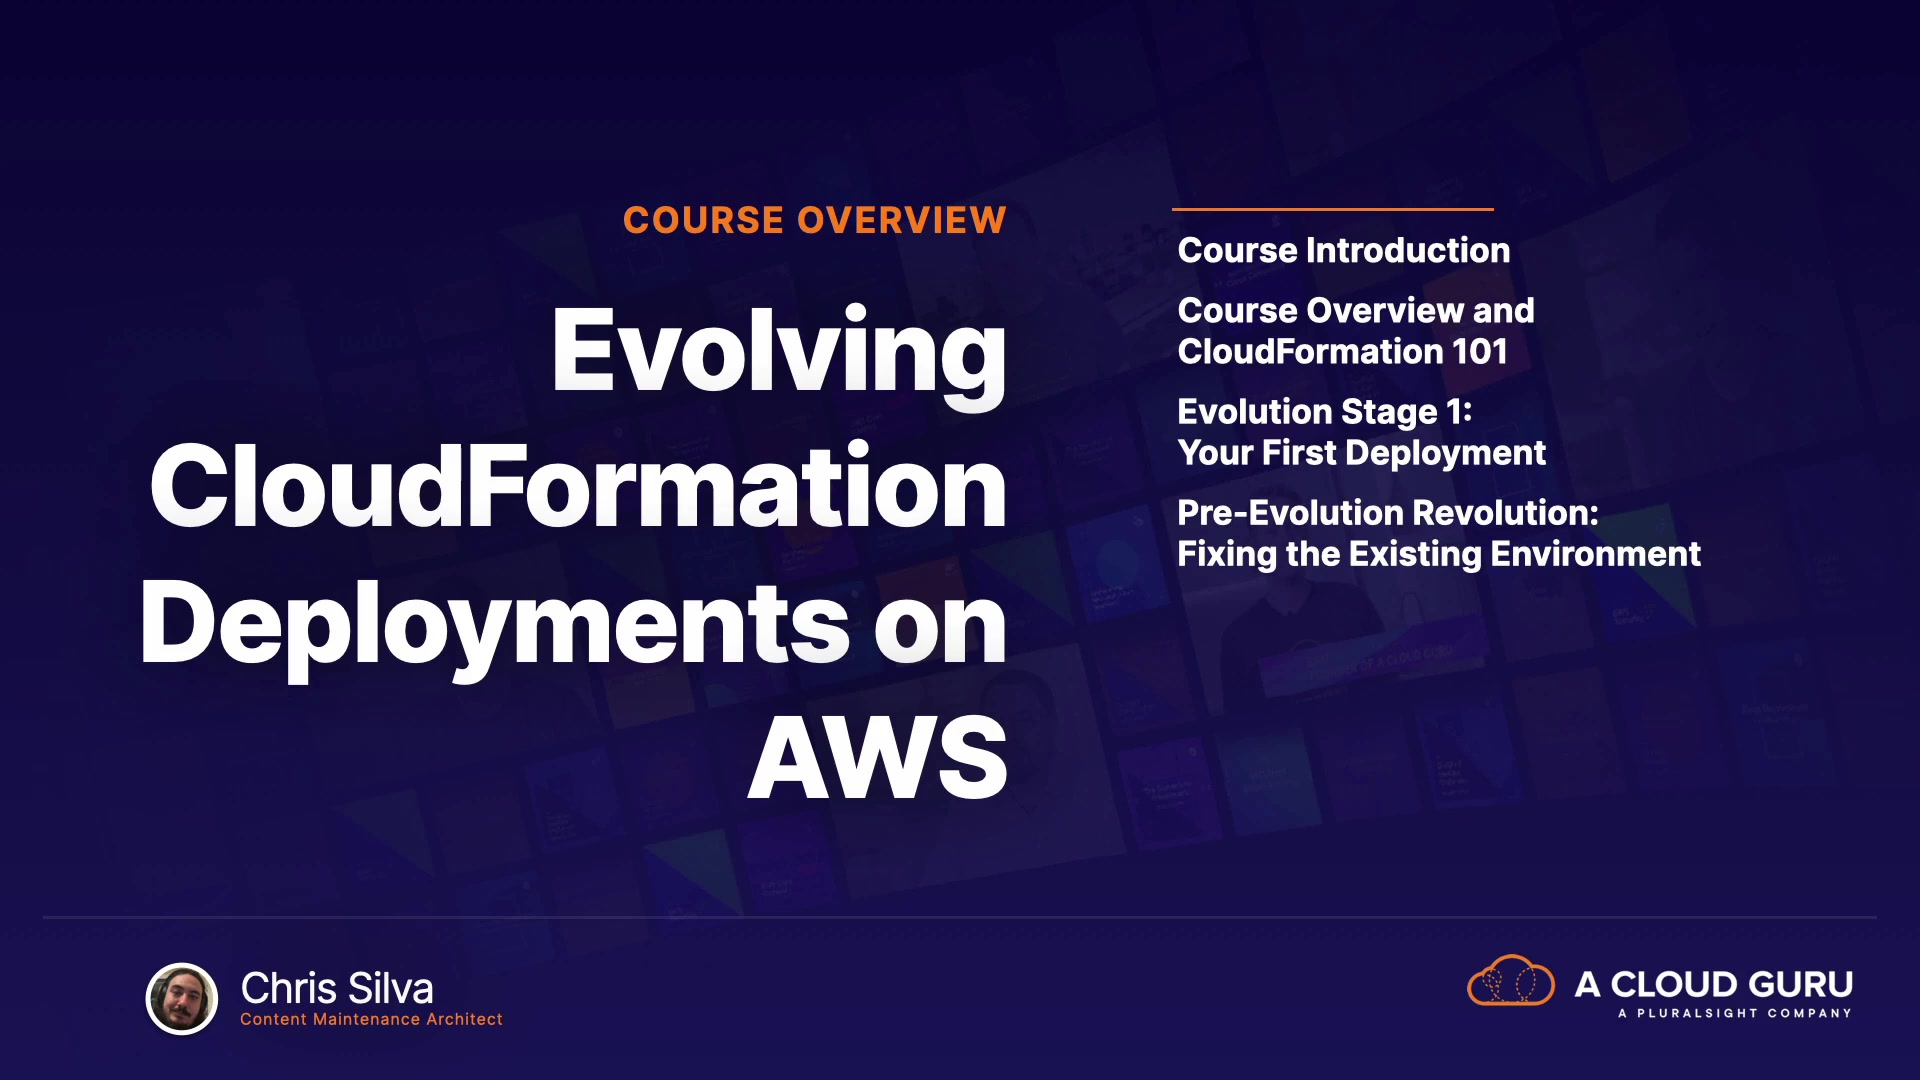 COURSE OVERVIEW
Evolving
CloudFormation
Deployments on
AWS
Course Introduction
Course Overview and
CloudFormation 101
Evolution Stage 1:
Your First Deployment
Pre-Evolution Revolution:
Fixing the Existing Environment
Chris Silva
Content Maintenance Architect
A CLOUD GURU
A PLURALSIGHT COMPANY